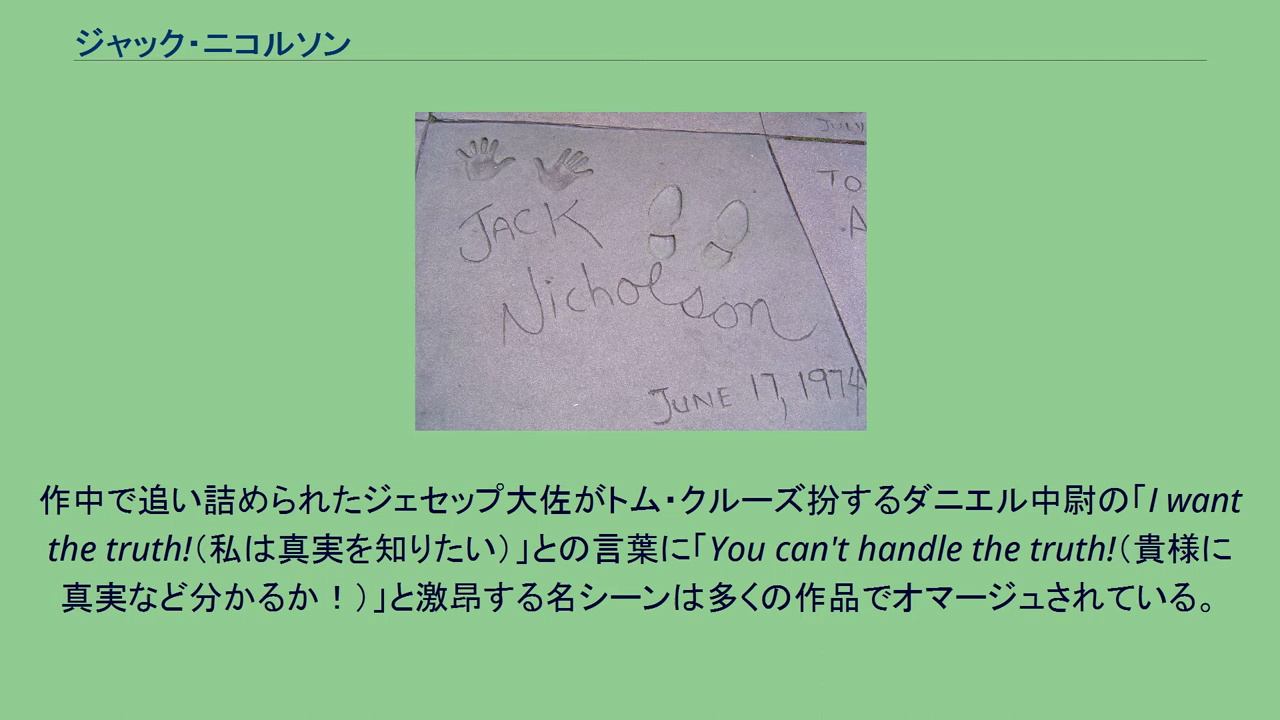 ジャック・ニコルソン
JULY
TO
A
JACK
Nicholson
JUNE 17, 1974
作中で追い詰められたジェセップ大佐がトム・クルーズ扮するダニエル中尉の「I want
the truth!（私は真実を知りたい）」との言葉に「You can't handle the truth!（貴様に
真実など分かるか！）」と激昂する名シーンは多くの作品でオマージュされている。